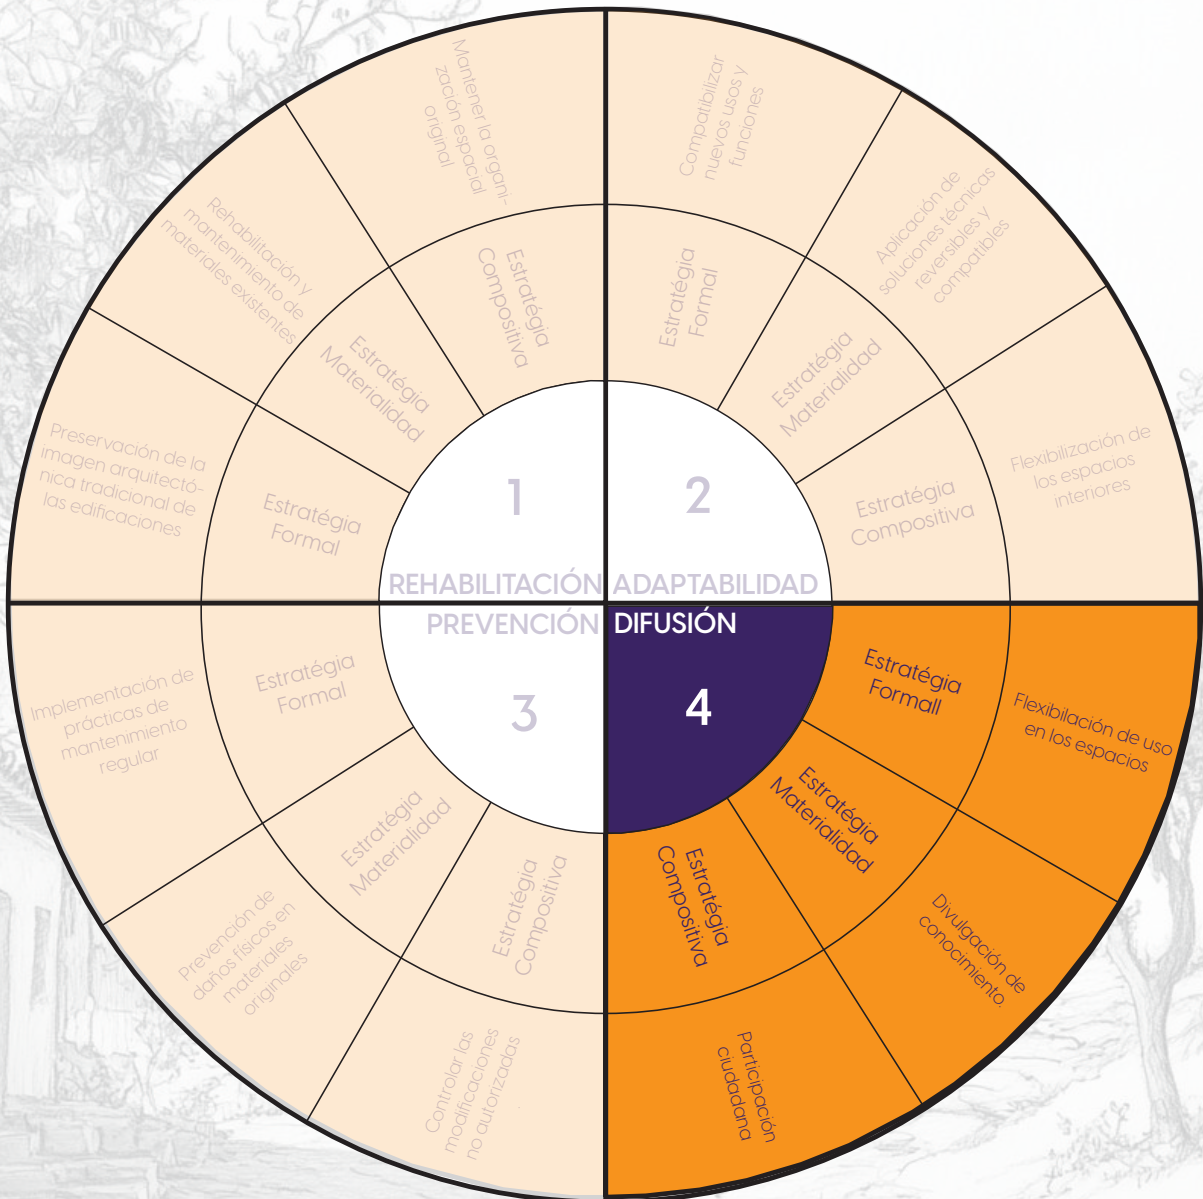 Mantener la organi-
zación espacial
original
Rehabilitación y
mantenimiento de
materiales existentes
Preservación de la
imagen arquitectó-
nica tradicional de
las edificaciones
Estratégia
Compositiva
Estratégia
Materialidad
Estratégia
Formal
1
REHABILITACIÓN
Compatibilizar
nuevos usos y
funciones
Aplicación de
soluciones técnicas
reversibles y
compatibles
Flexibilización de
los espacios
interiores
Estratégia
Formal
Estratégia
Materialidad
Estratégia
Compositiva
2
ADAPTABILIDAD
PREVENCIÓN
3
Estratégia
Formal
Estratégia
Materialidad
Estratégia
Compositiva
Implementación de
prácticas de
mantenimiento
regular
Prevención de
daños físicos en
materiales
originales
Controlar las
modificaciones
no autorizadas
.
DIFUSIÓN
4
Estratégia
Formall
Estratégia
Materialidad
Estratégia
Compositiva
Flexibilación de uso
en los espacios
Divulgación de
conocimiento.
Participación
ciudadana